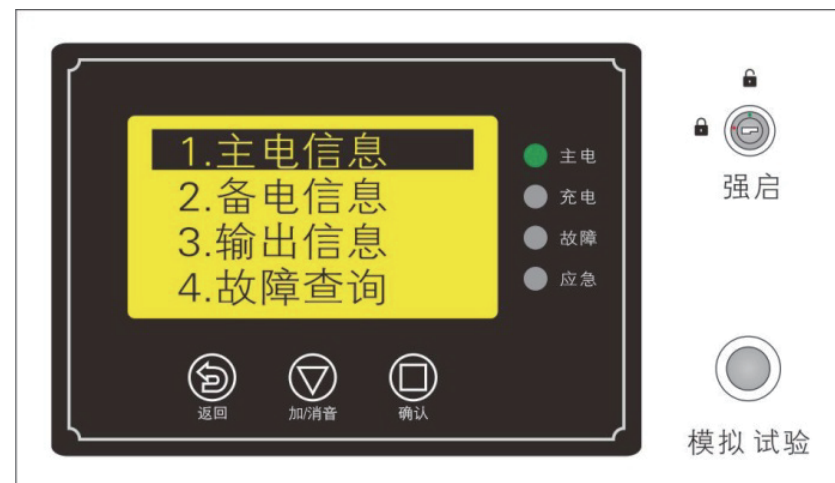 1.主电信息
2.备电信息
3.输出信息
4.故障查询
主电
充电
故障
应急
返回
加/消音
确认
强启
模拟 试验